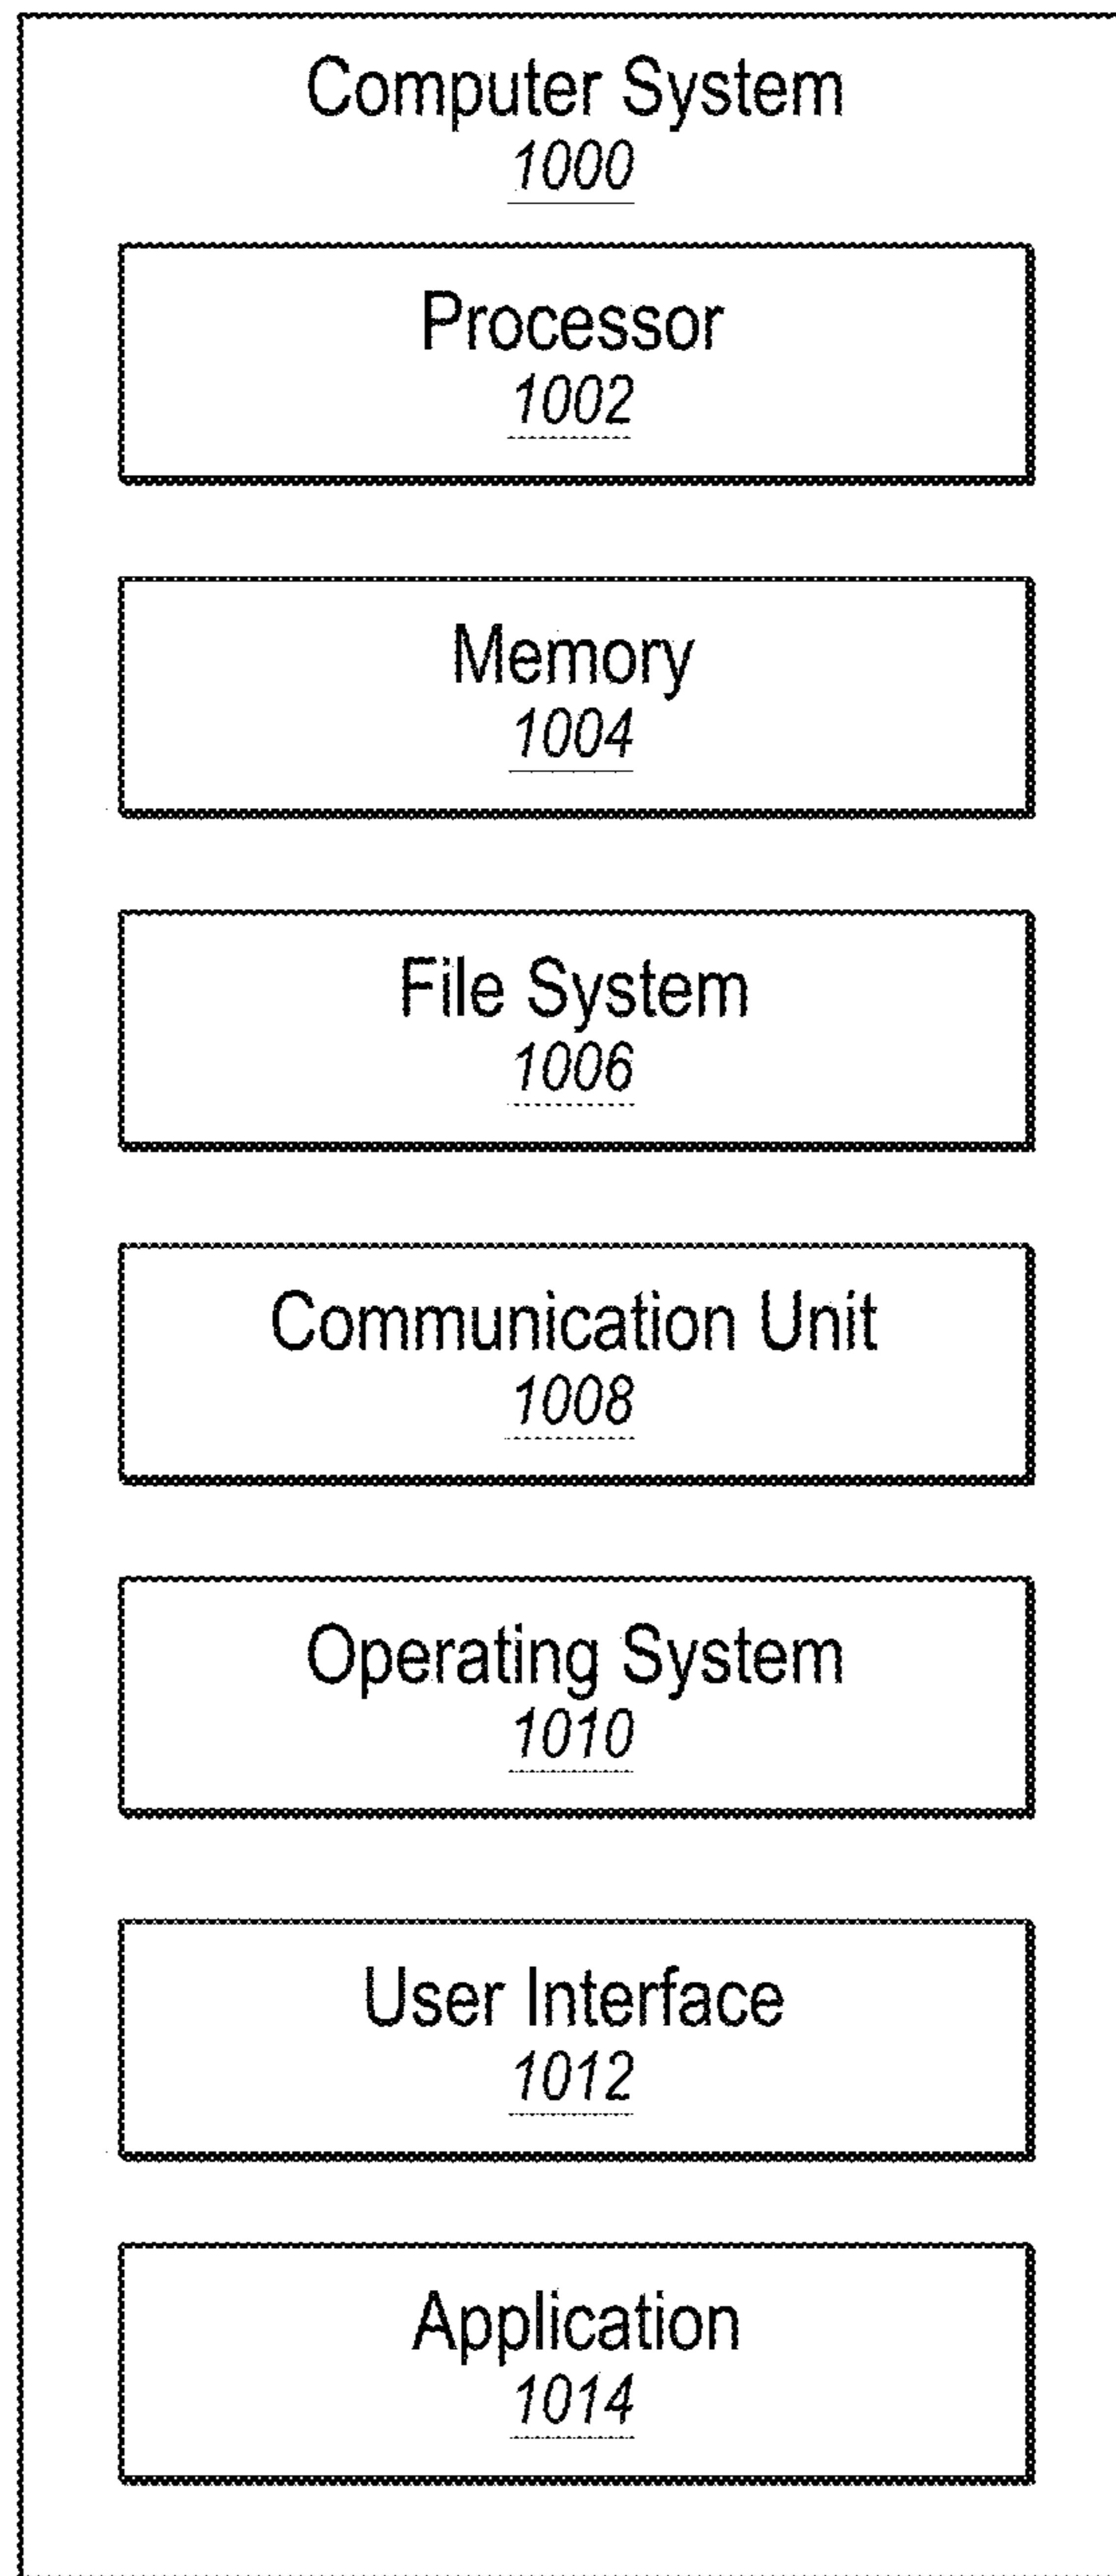 Computer System
1000
Processor
1002
Memory
1004
File System
1006
Communication Unit
1008
Operating System
1010
User Interface
1012
Application
1014